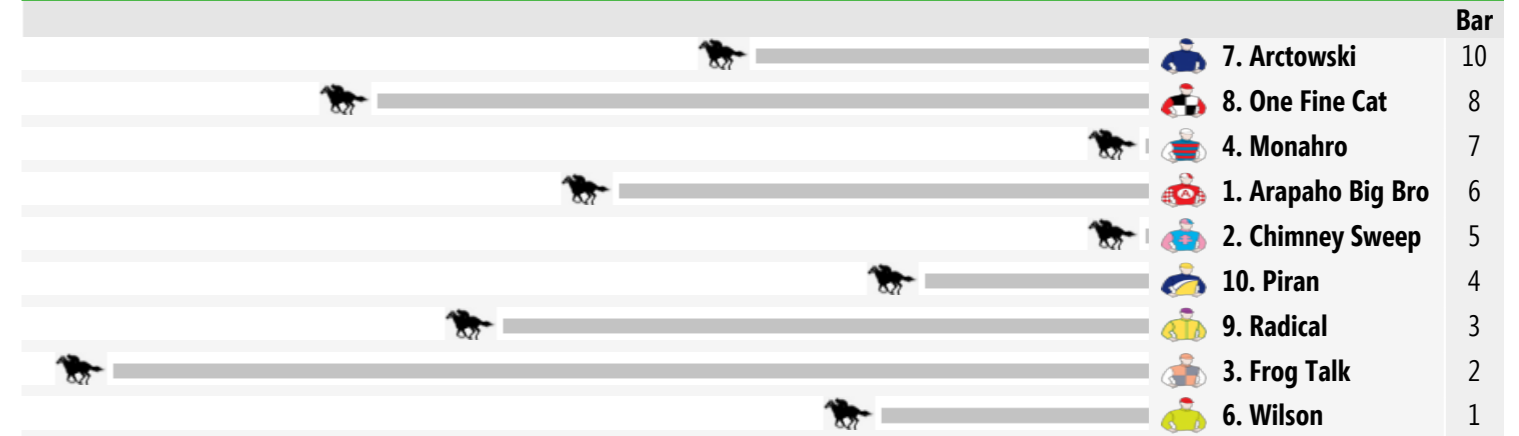 Bar
7. Arctowski 10
8. One Fine Cat 8
4. Monahro 7
A 1. Arapaho Big Bro 6
2. Chimney Sweep 5
10. Piran 4
9. Radical 3
3. Frog Talk 2
6. Wilson 1